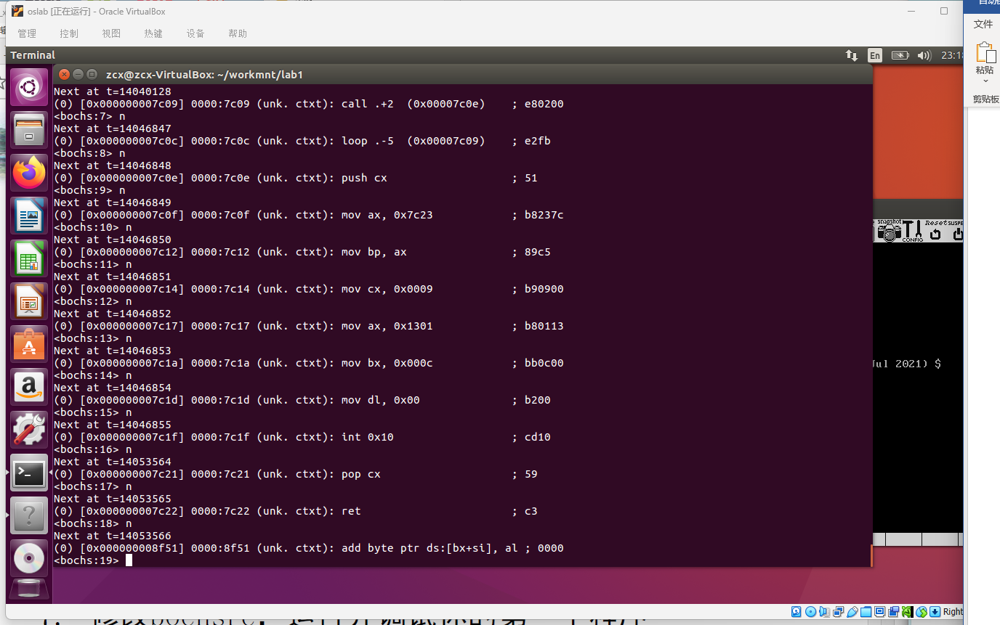 自动
oslab [正在运行] - Oracle VirtualBox
管理 控制 视图 热键 设备 帮助
文件
Terminal
En
23:18
粘贴
剪贴板
zcx@zcx-VirtualBox: ~/workmnt/lab1
Next at t=14040128
(0) [0x000000007c09] 0000:7c09 (unk. ctxt): call .+2  (0x00007c0e)    ; e80200
<bochs:7> n
Next at t=14046847
(0) [0x000000007c0c] 0000:7c0c (unk. ctxt): loop .-5  (0x00007c09)    ; e2fb
<bochs:8> n
Next at t=14046848
(0) [0x000000007c0e] 0000:7c0e (unk. ctxt): push cx                   ; 51
<bochs:9> n
Next at t=14046849
(0) [0x000000007c0f] 0000:7c0f (unk. ctxt): mov ax, 0x7c23            ; b8237c
<bochs:10> n
Next at t=14046850
(0) [0x000000007c12] 0000:7c12 (unk. ctxt): mov bp, ax                ; 89c5
<bochs:11> n
Next at t=14046851
(0) [0x000000007c14] 0000:7c14 (unk. ctxt): mov cx, 0x0009            ; b90900
<bochs:12> n
Next at t=14046852
(0) [0x000000007c17] 0000:7c17 (unk. ctxt): mov ax, 0x1301            ; b80113
<bochs:13> n
Next at t=14046853
(0) [0x000000007c1a] 0000:7c1a (unk. ctxt): mov bx, 0x000c            ; bb0c00
<bochs:14> n
Next at t=14046854
(0) [0x000000007c1d] 0000:7c1d (unk. ctxt): mov dl, 0x00              ; b200
<bochs:15> n
Next at t=14046855
(0) [0x000000007c1f] 0000:7c1f (unk. ctxt): int 0x10                  ; cd10
<bochs:16> n
Next at t=14053564
(0) [0x000000007c21] 0000:7c21 (unk. ctxt): pop cx                    ; 59
<bochs:17> n
Next at t=14053565
(0) [0x000000007c22] 0000:7c22 (unk. ctxt): ret                       ; c3
<bochs:18> n
Next at t=14053566
(0) [0x000000008f51] 0000:8f51 (unk. ctxt): add byte ptr ds:[bx+si], al ; 0000
<bochs:19>
snapshot
CONFIG
Reset
SUSPE
Jul 2021) $
Right